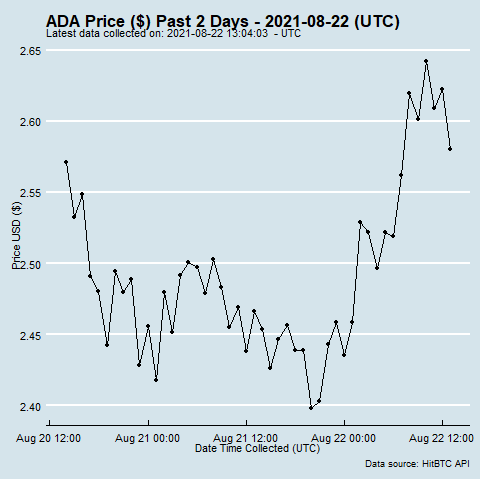 ADA Price ($) Past 2 Days - 2021-08-22 (UTC)
Latest data collected on: 2021-08-22 13:04:03  - UTC
2.65
2.60
2.55
2.50
2.45
2.40
Price USD ($)
Aug 20 12:00
Aug 21 00:00
Aug 21 12:00
Aug 22 00:00
Aug 22 12:00
Date Time Collected (UTC)
Data source: HitBTC API